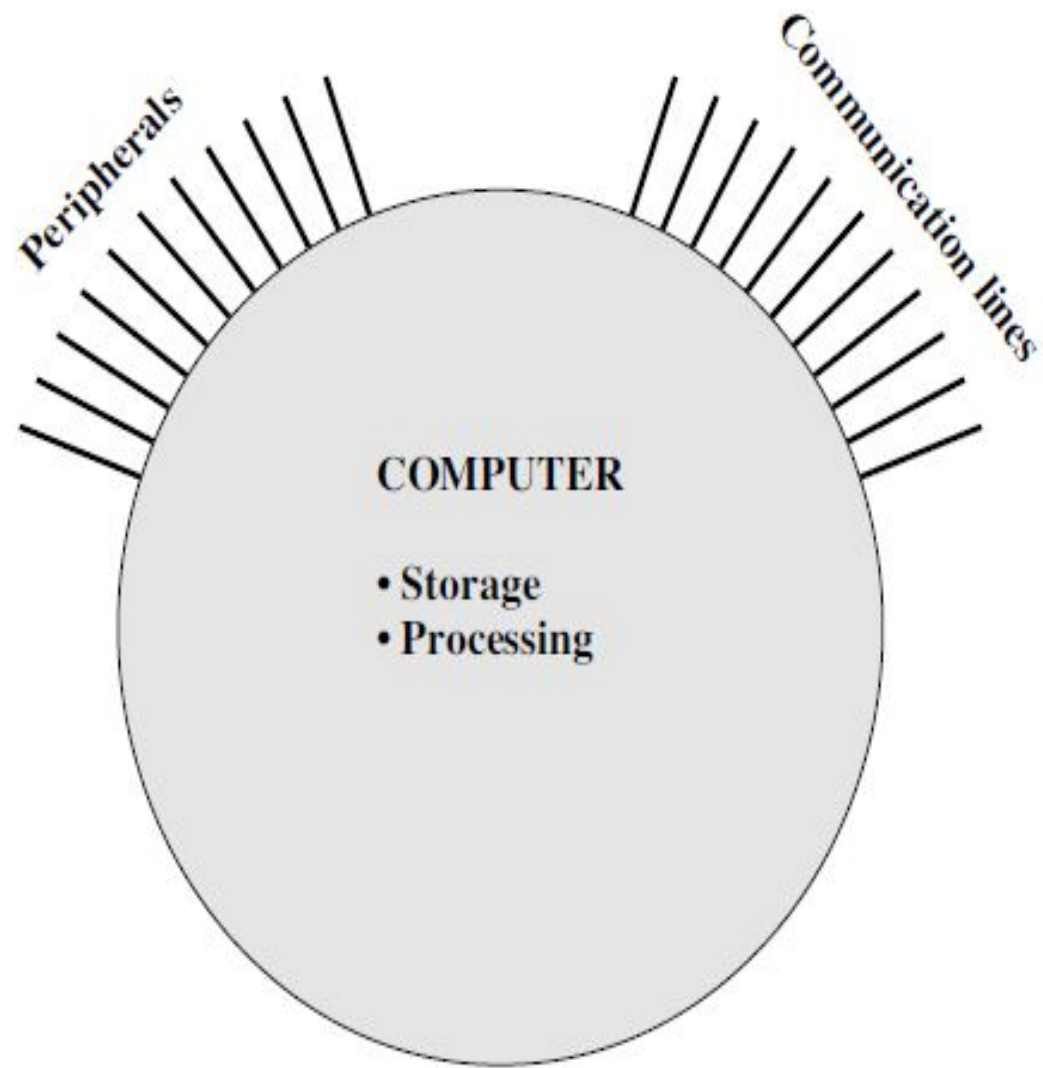 Peripherals
Communication lines
COMPUTER
• Storage
• Processing